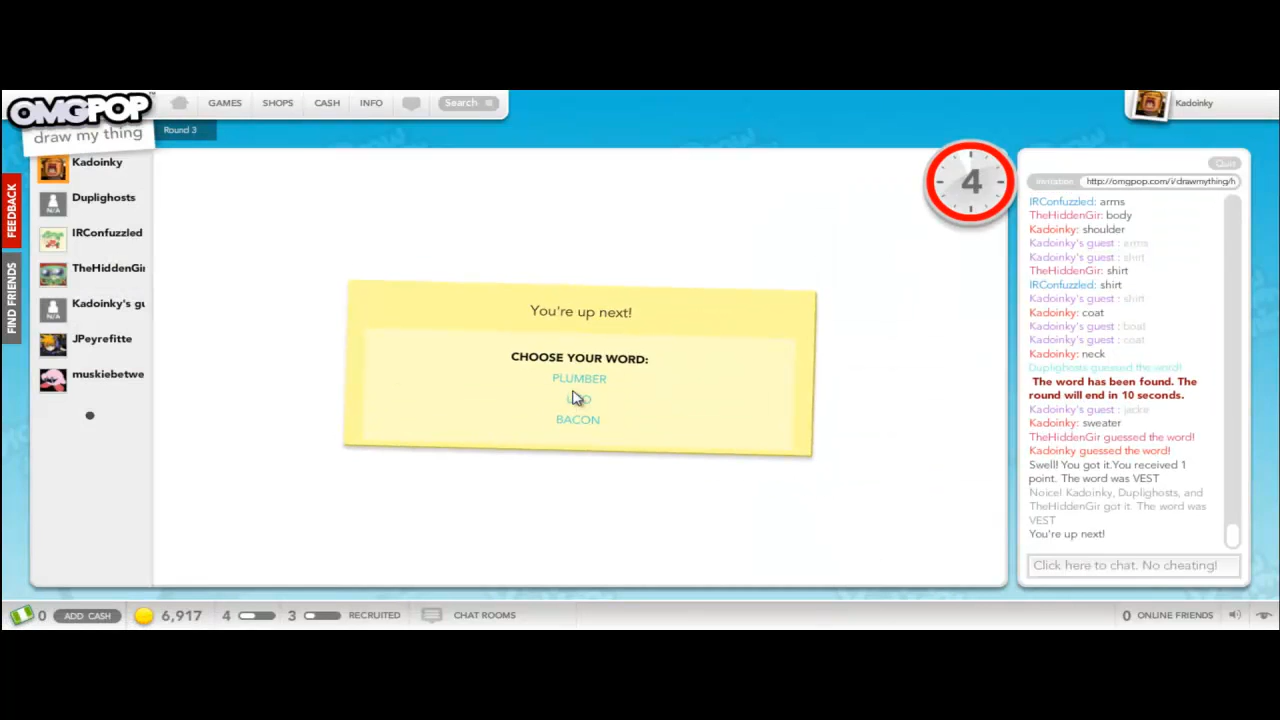 OMGPOP
draw my thing
GAMES SHOPS CASH INFO Search
Kadoinky
Round 3
FEEDBACK
FIND FRIENDS
Kadoinky
Duplighosts
IRConfuzzled
TheHiddenGir
Kadoinky's gu
JPeyrefitte
muskiebetwe
N/A
N/A
4
You're up next!
CHOOSE YOUR WORD:
PLUMBER
BACON
Quit
Invitation http://omgpop.com/i/drawmything/h
IRConfuzzled: arms
TheHiddenGir: body
Kadoinky: shoulder
Kadoinky's guest : arms
Kadoinky's guest : shirt
TheHiddenGir: shirt
IRConfuzzled: shirt
Kadoinky's guest : shirt
Kadoinky: coat
Kadoinky's guest : boat
Kadoinky's guest : coat
Kadoinky: neck
Duplighosts guessed the word!
The word has been found. The
round will end in 10 seconds.
Kadoinky's guest : jacke
Kadoinky: sweater
TheHiddenGir guessed the word!
Kadoinky guessed the word!
Swell! You got it.You received 1
point. The word was VEST
Noice! Kadoinky, Duplighosts, and
TheHiddenGir got it. The word was
VEST
You're up next!
Click here to chat. No cheating!
0 ADD CASH 6,917 4 3 RECRUITED CHAT ROOMS
0 ONLINE FRIENDS